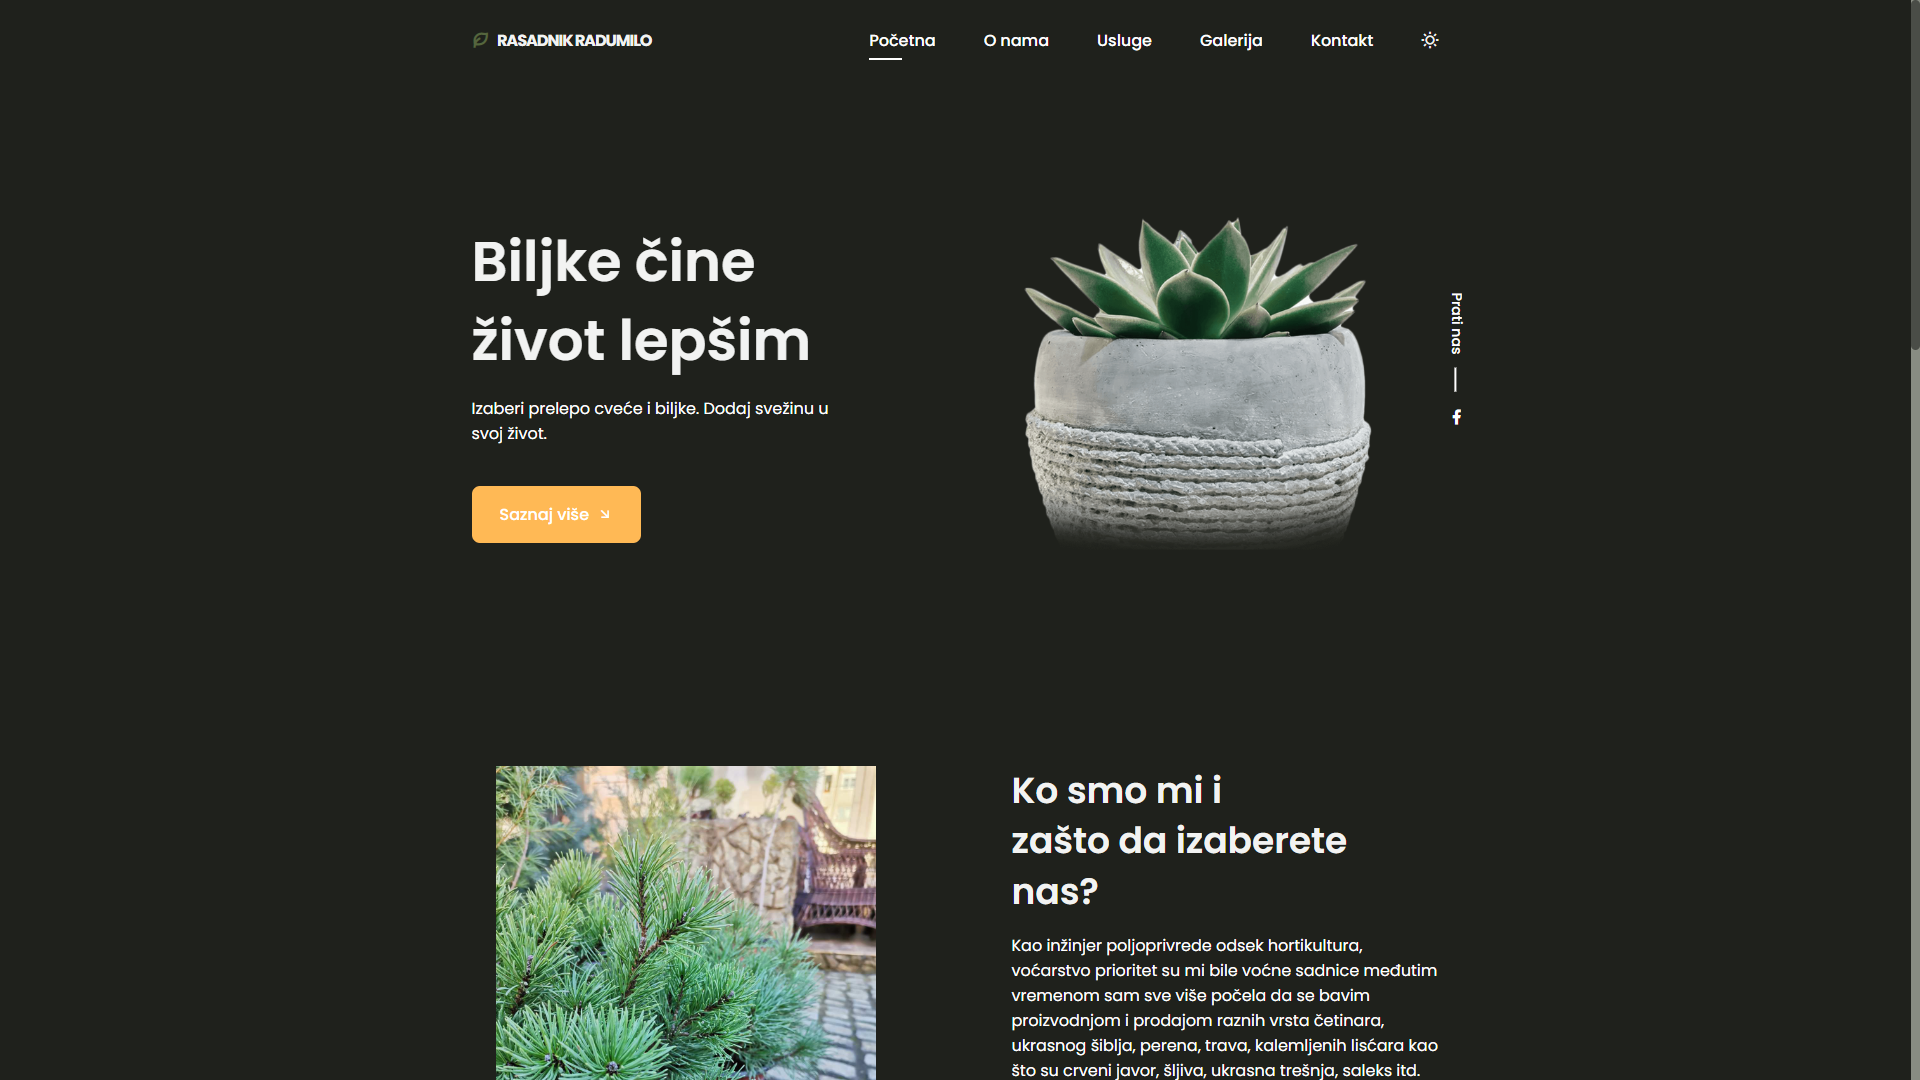 RASADNIK RADUMILO
Početna
O nama
Usluge
Galerija
Kontakt
Biljke čine
život lepšim
Izaberi prelepo cveće i biljke. Dodaj svežinu u
svoj život.
Saznaj više
Prati nas
Ko smo mi i
zašto da izaberete
nas?
Kao inžinjer poljoprivrede odsek hortikultura,
voćarstvo prioritet su mi bile voćne sadnice međutim
vremenom sam sve više počela da se bavim
proizvodnjom i prodajom raznih vrsta četinara,
ukrasnog šiblja, perena, trava, kalemljenih lisćara kao
što su crveni javor, šljiva, ukrasna trešnja, saleks itd.